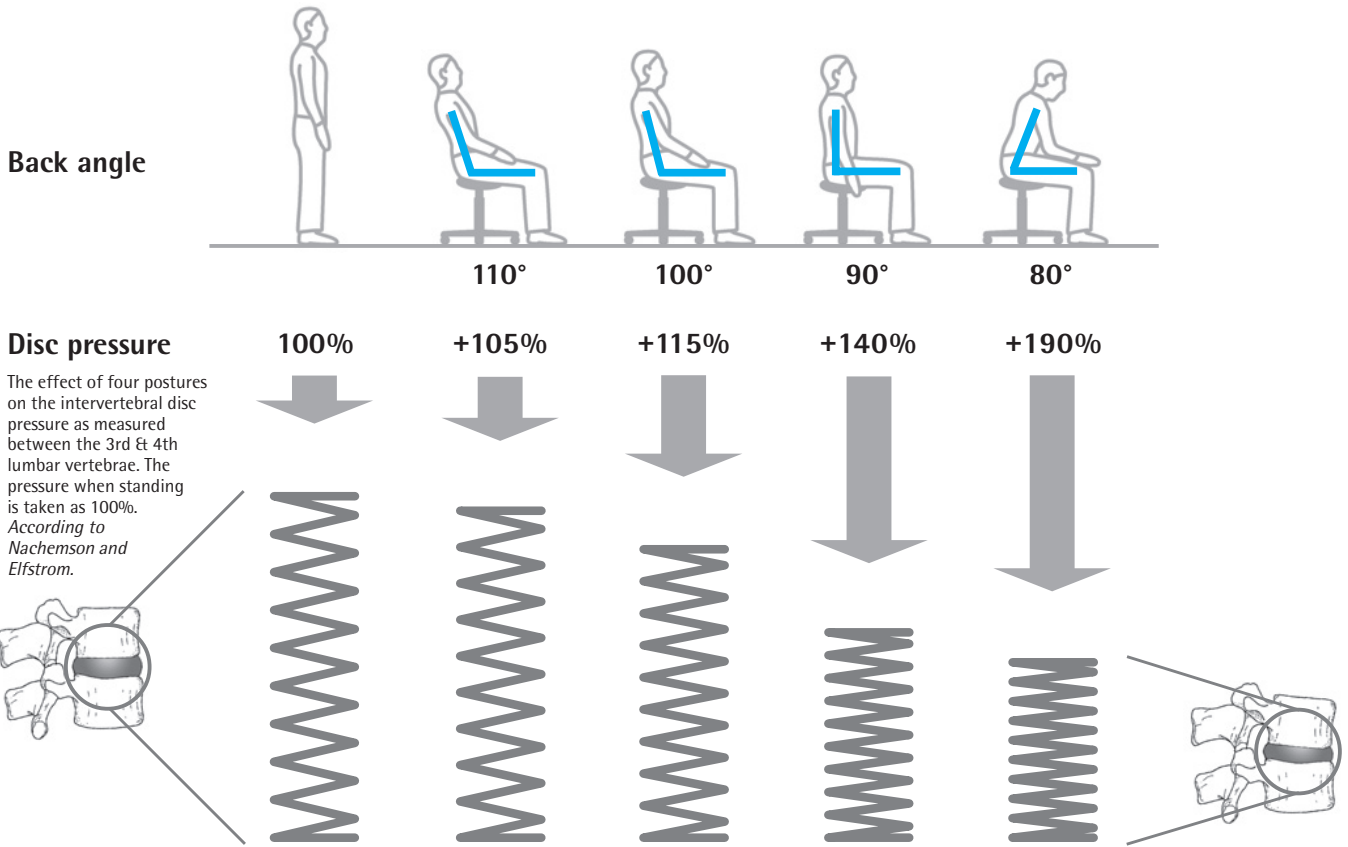 Back angle
110°
100°
90°
80°
Disc pressure
100%
+105%
+115%
+140%
+190%
The effect of four postures
on the intervertebral disc
pressure as measured
between the 3rd & 4th
lumbar vertebrae. The
pressure when standing
is taken as 100%.
According to
Nachemson and
Elfstrom.